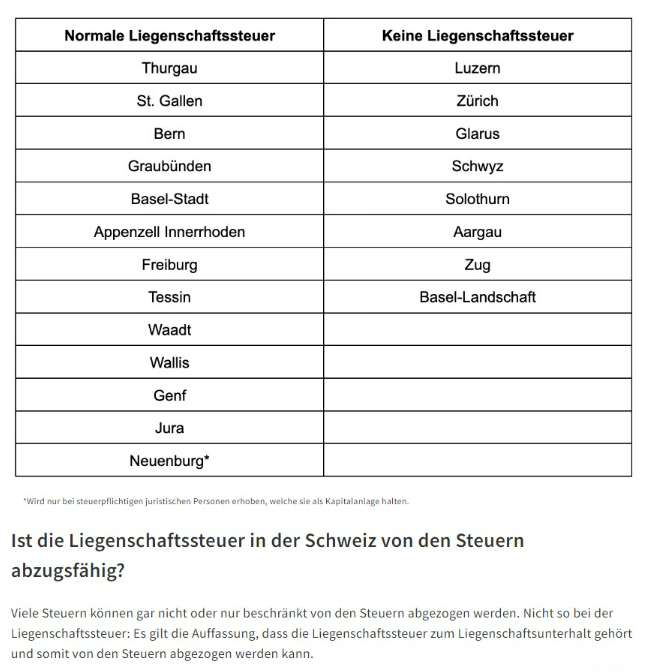 Normale Liegenschaftssteuer Keine Liegenschaftssteuer
Thurgau Luzern
St. Gallen Zürich
Bern Glarus
Graubünden Schwyz
Basel-Stadt Solothurn
Appenzell Innerrhoden Aargau
Freiburg Zug
Tessin Basel-Landschaft
Waadt
Wallis
Genf
Jura
Neuenburg*
*Wird nur bei steuerpflichtigen juristischen Personen erhoben, welche sie als Kapitalanlage halten.
Ist die Liegenschaftssteuer in der Schweiz von den Steuern
abzugsfähig?
Viele Steuern können gar nicht oder nur beschränkt von den Steuern abgezogen werden. Nicht so bei der
Liegenschaftssteuer: Es gilt die Auffassung, dass die Liegenschaftssteuer zum Liegenschaftsunterhalt gehört
und somit von den Steuern abgezogen werden kann.